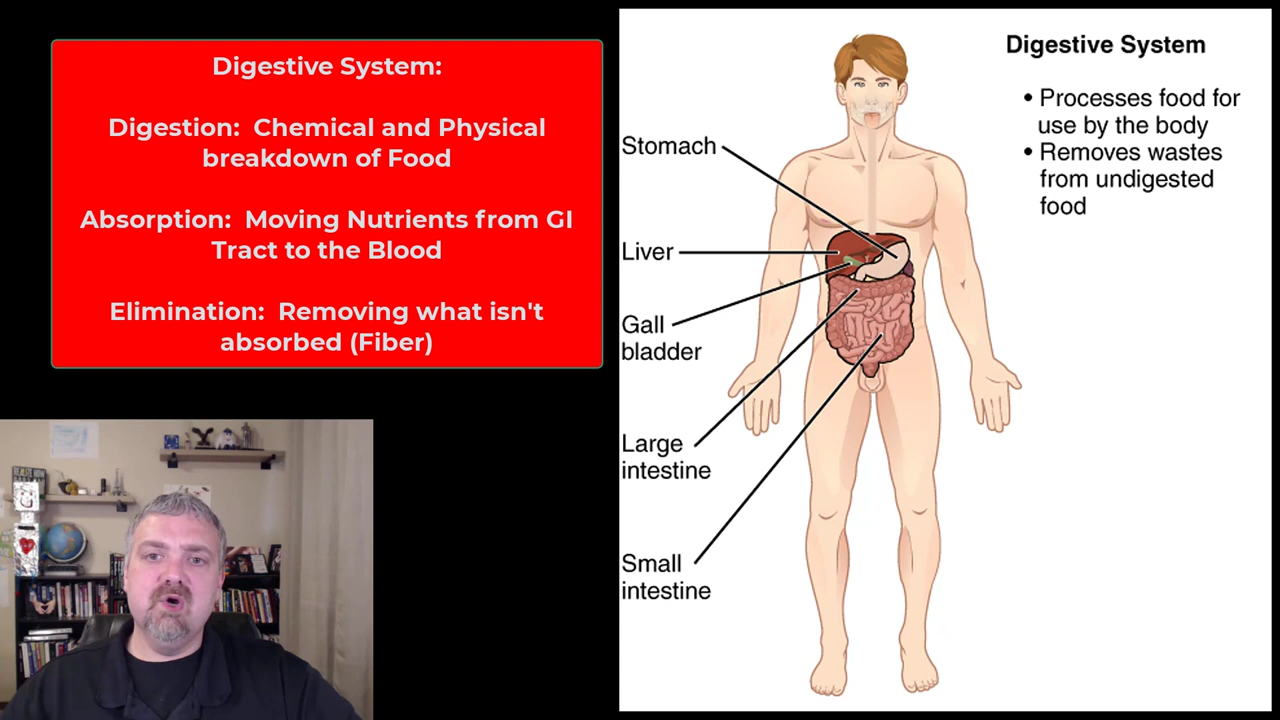 Digestive System:
Digestion:  Chemical and Physical
breakdown of Food
Absorption:  Moving Nutrients from GI
Tract to the Blood
Elimination:  Removing what isn't
absorbed (Fiber)
Digestive System
• Processes food for
use by the body
• Removes wastes
from undigested
food
Stomach
Liver
Gall
bladder
Large
intestine
Small
intestine